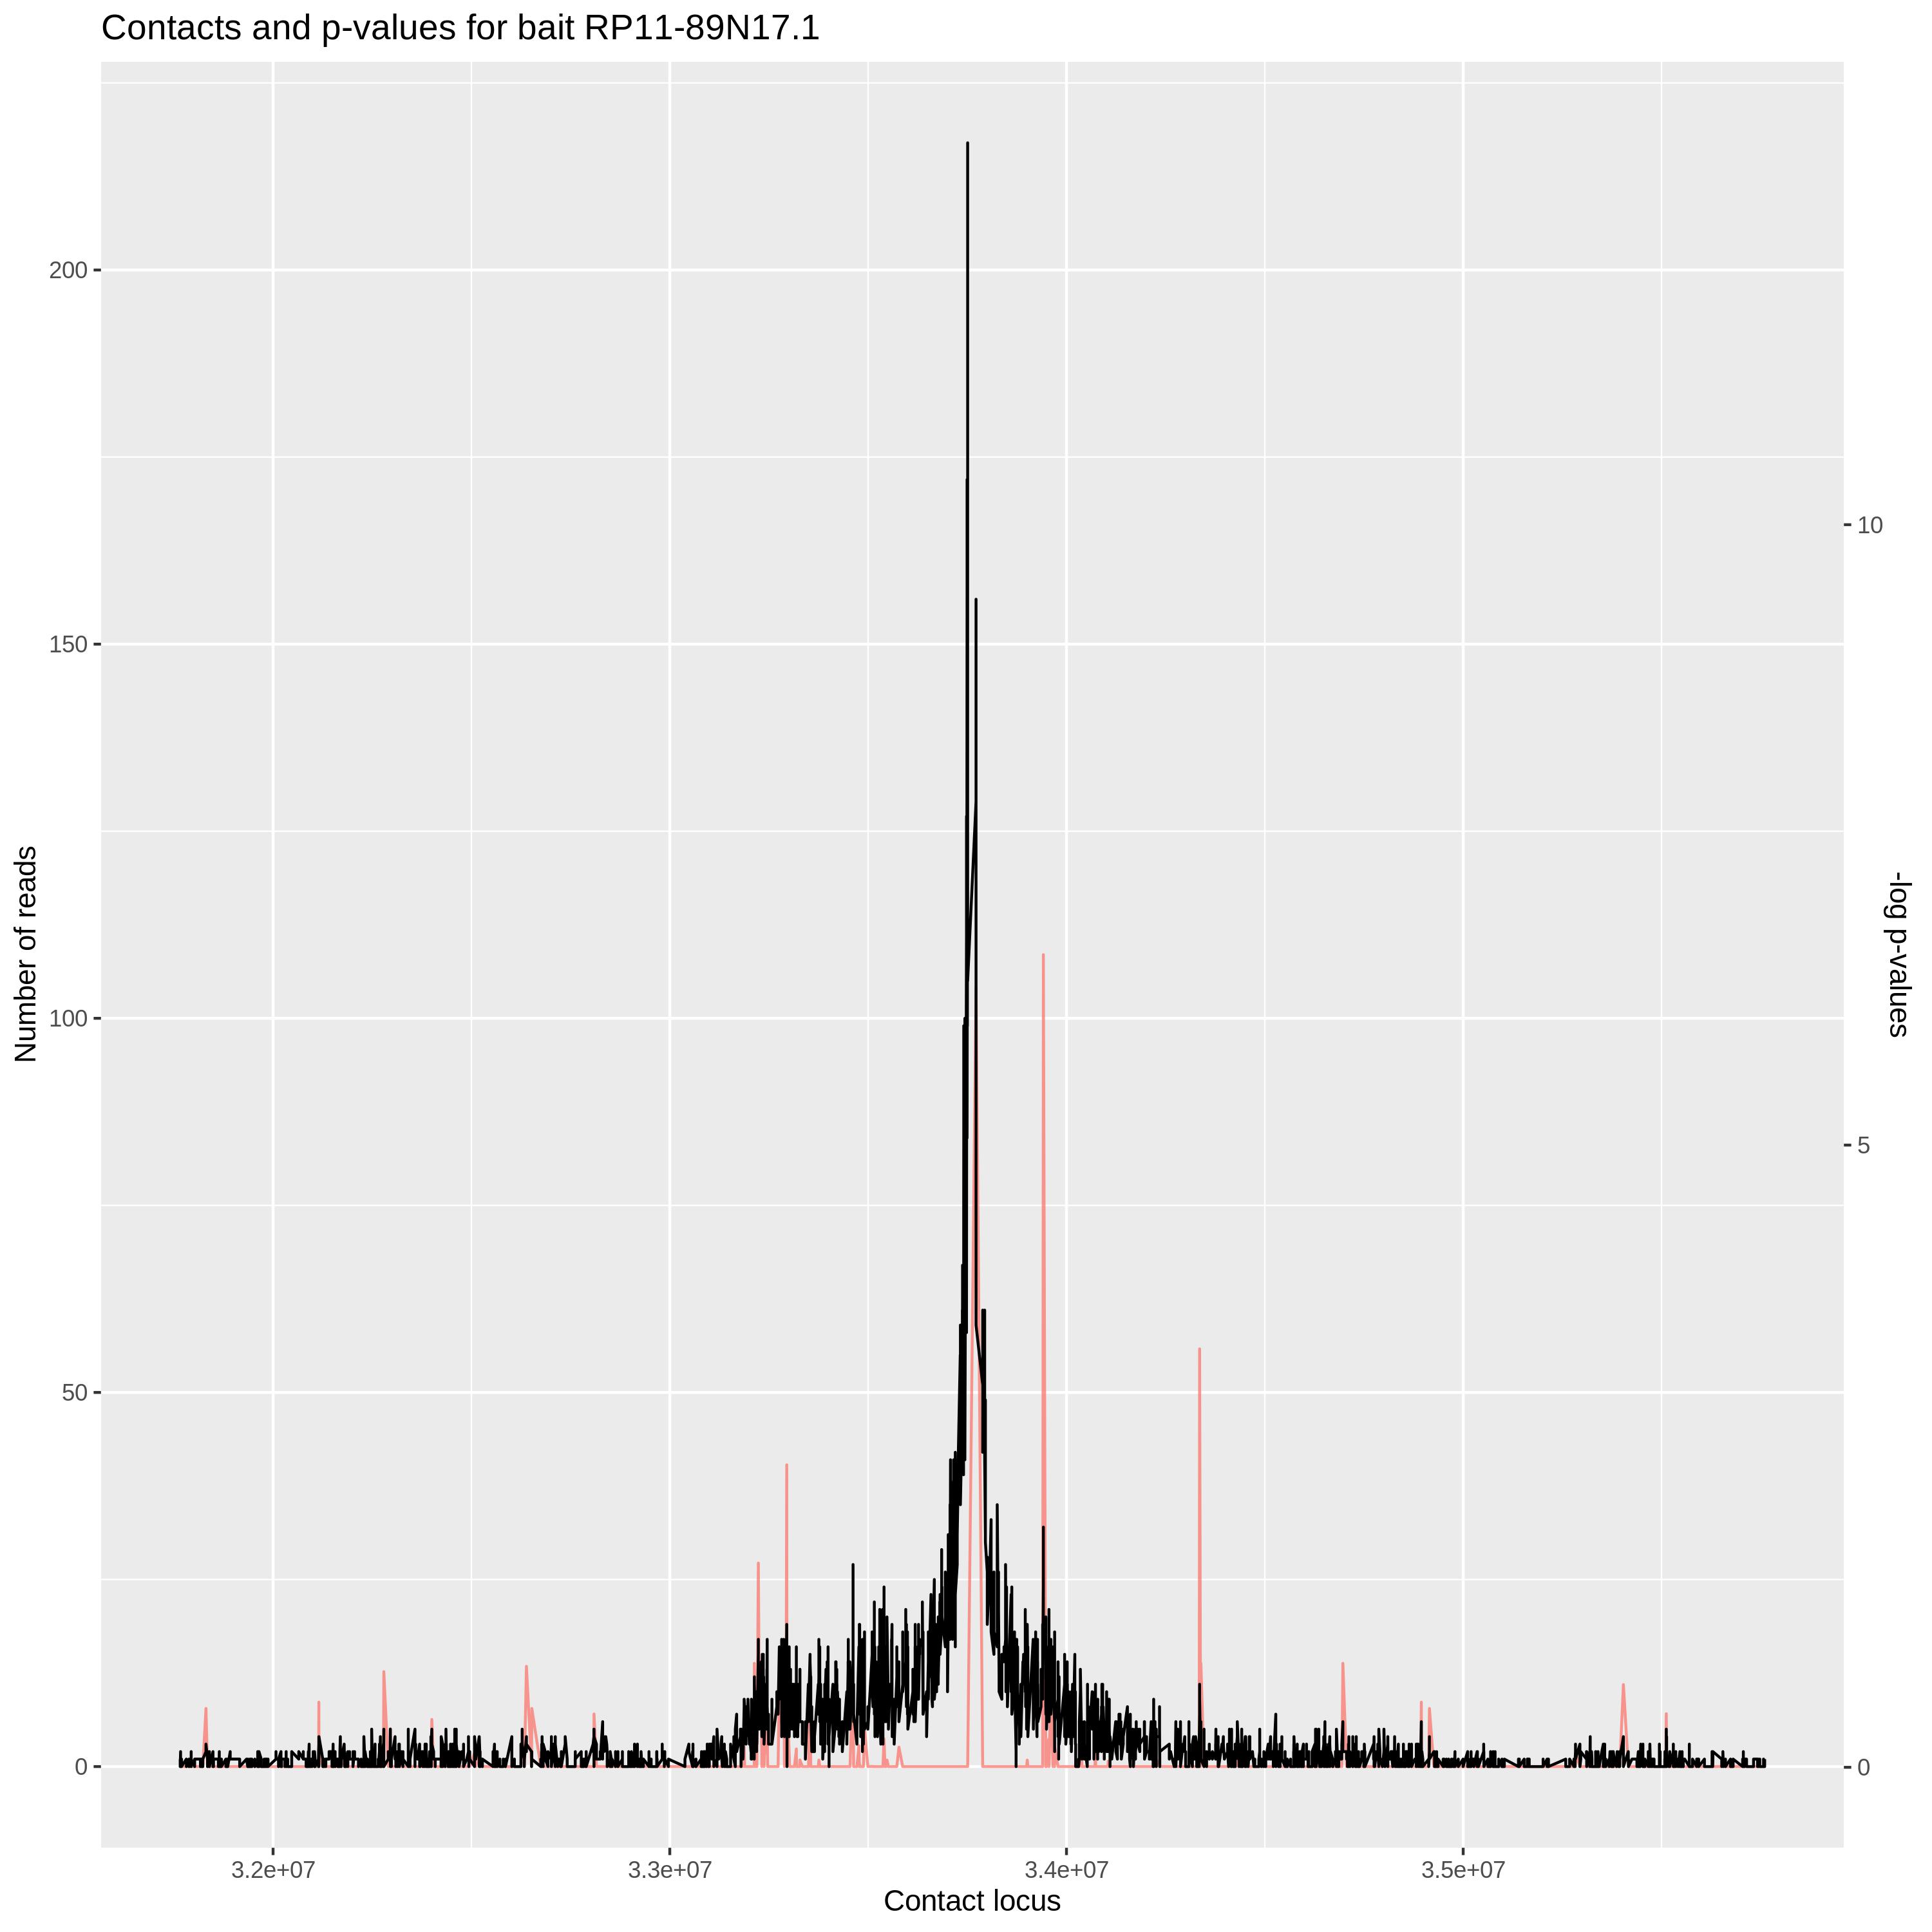 Contacts and p-values for bait RP11-89N17.1
200
150
100
50
0
Number of reads
10
5
0
-log p-values
3.2e+07
3.3e+07
3.4e+07
3.5e+07
Contact locus